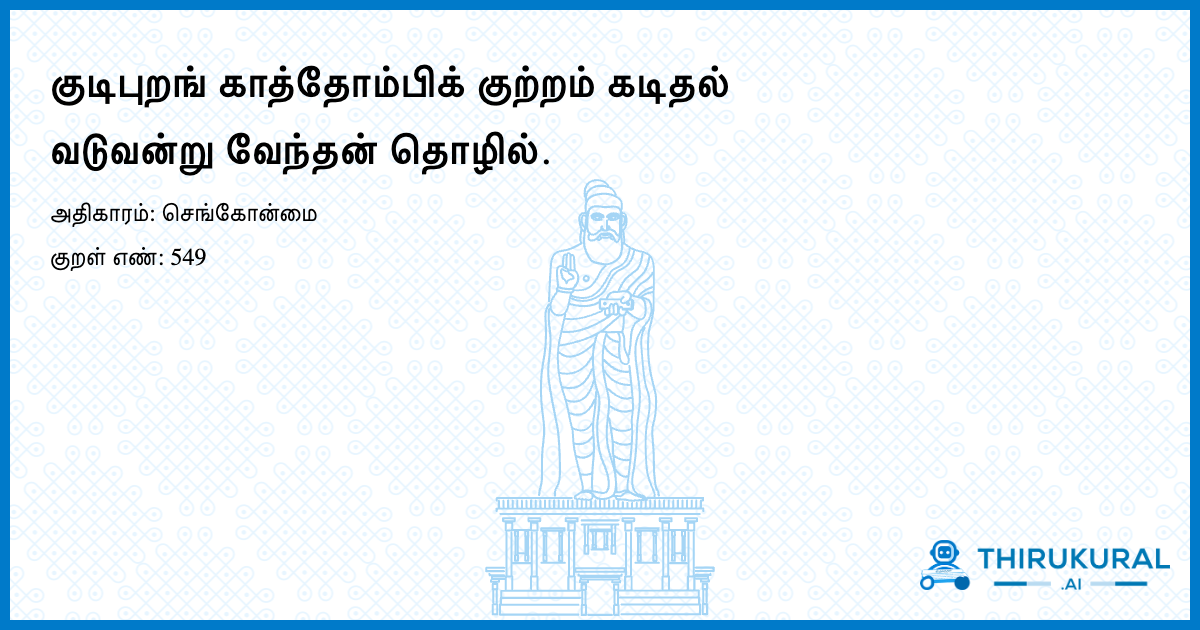 குடிபுறங் காத்தோம்பிக் குற்றம் கடிதல்
வடுவன்று வேந்தன் தொழில்.
அதிகாரம்: செங்கோன்மை
குறள் எண்: 549
THIRUKURAL
.AI